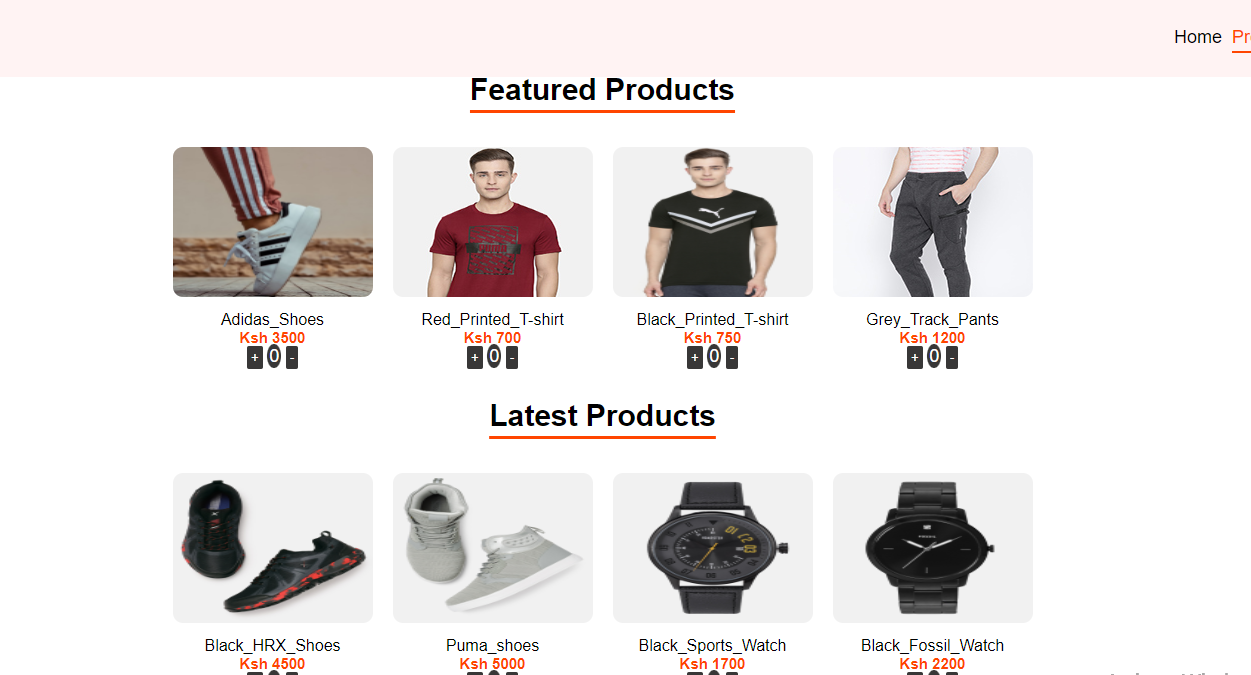 Home Pr
Featured Products
Adidas_Shoes Red_Printed_T-shirt Black_Printed_T-shirt Grey_Track_Pants
Ksh 3500 Ksh 700 Ksh 750 Ksh 1200
+ 0 - + 0 - + 0 - + 0 -
Latest Products
Black_HRX_Shoes Puma_shoes Black_Sports_Watch Black_Fossil_Watch
Ksh 4500 Ksh 5000 Ksh 1700 Ksh 2200